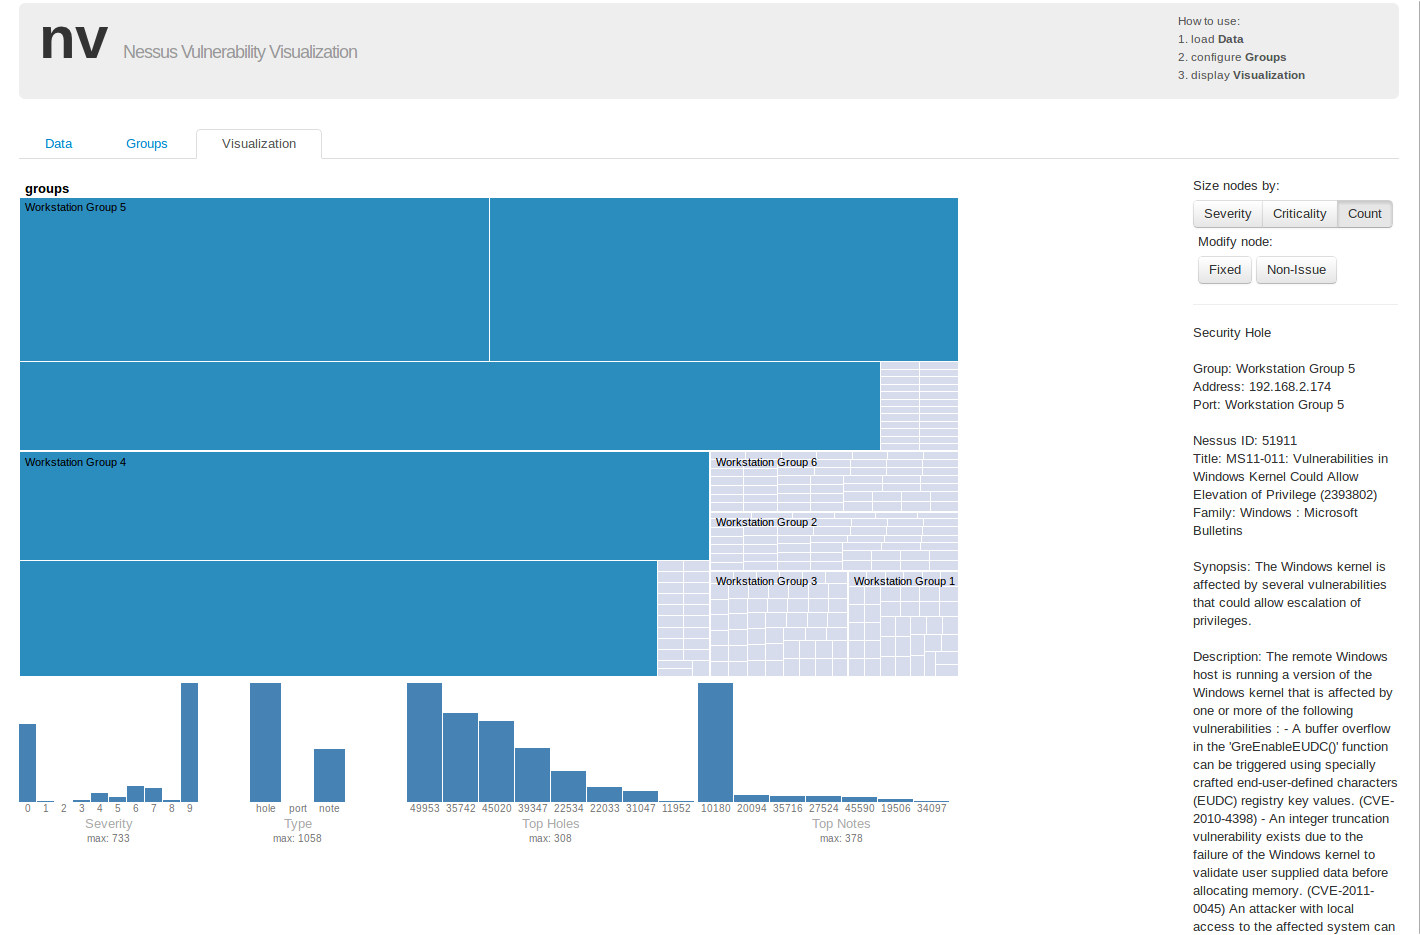 nv Nessus Vulnerability Visualization
How to use:
1. load Data
2. configure Groups
3. display Visualization
Data Groups Visualization
groups
Workstation Group 5
Workstation Group 4
Workstation Group 6
Workstation Group 2
Workstation Group 3 Workstation Group 1
0 1 2 3 4 5 6 7 8 9
Severity
max: 733
hole port note
Type
max: 1058
49953 35742 45020 39347 22534 22033 31047 11952
Top Holes
max: 308
10180 20094 35716 27524 45590 19506 34097
Top Notes
max: 378
Size nodes by:
Severity Criticality Count
Modify node:
Fixed Non-Issue
Security Hole
Group: Workstation Group 5
Address: 192.168.2.174
Port: Workstation Group 5
Nessus ID: 51911
Title: MS11-011: Vulnerabilities in
Windows Kernel Could Allow
Elevation of Privilege (2393802)
Family: Windows : Microsoft
Bulletins
Synopsis: The Windows kernel is
affected by several vulnerabilities
that could allow escalation of
privileges.
Description: The remote Windows
host is running a version of the
Windows kernel that is affected by
one or more of the following
vulnerabilities : - A buffer overflow
in the 'GreEnableEUDC()' function
can be triggered using specially
crafted end-user-defined characters
(EUDC) registry key values. (CVE-
2010-4398) - An integer truncation
vulnerability exists due to the
failure of the Windows kernel to
validate user supplied data before
allocating memory. (CVE-2011-
0045) An attacker with local
access to the affected system can